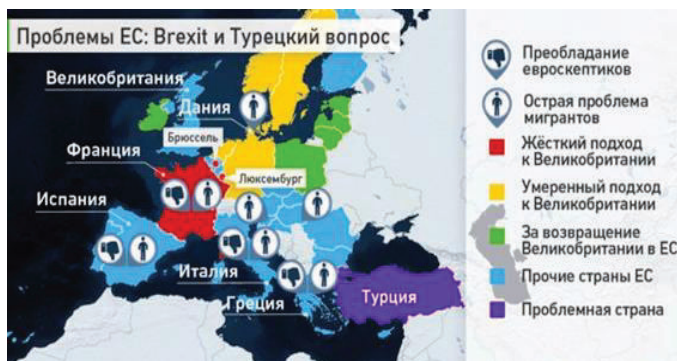 Проблемы ЕС: Brexit и Турецкий вопрос
Великобритания
Дания
Брюссель
Франция
Люксембург
Испания
Италия
Греция
Турция
Преобладание
евроскептиков
Острая проблема
мигрантов
Жёсткий подход
к Великобритании
Умеренный подход
к Великобритании
За возвращение
Великобритании в ЕС
Прочие страны ЕС
Проблемная страна